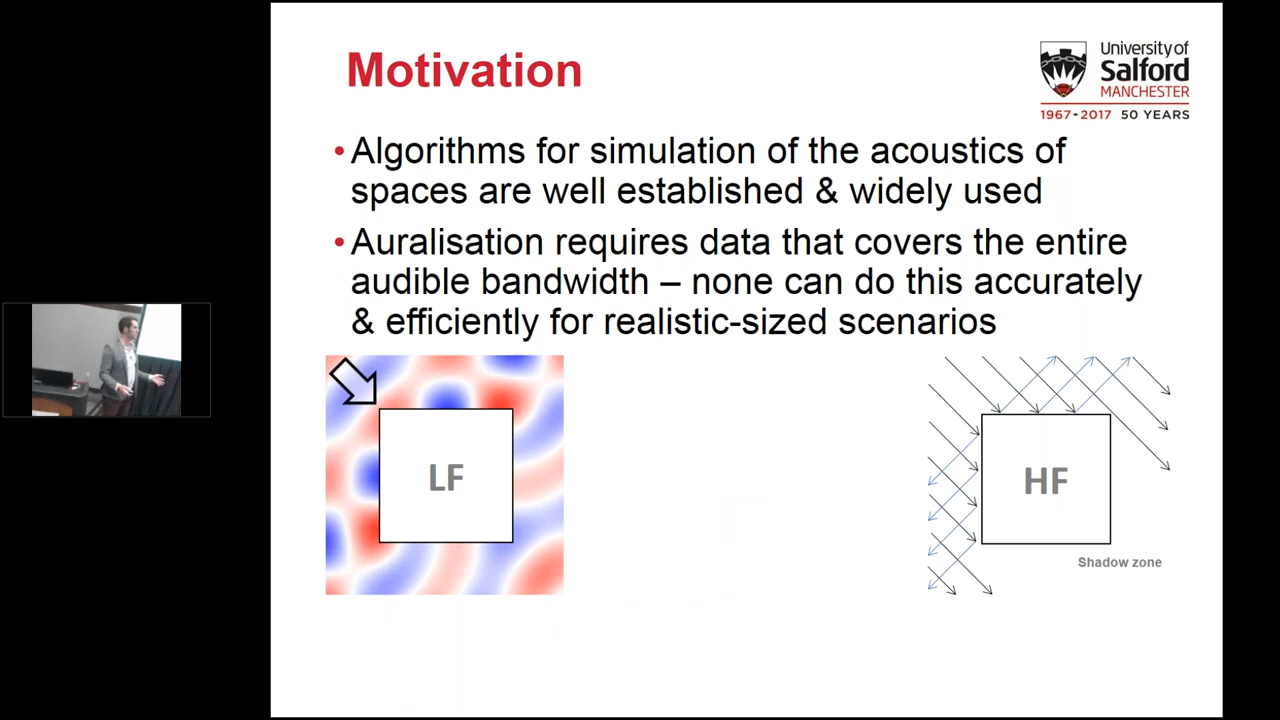 Motivation
University of
Salford
MANCHESTER
1967-2017 50 YEARS
•Algorithms for simulation of the acoustics of
spaces are well established & widely used
•Auralisation requires data that covers the entire
audible bandwidth – none can do this accurately
& efficiently for realistic-sized scenarios
LF
HF
Shadow zone